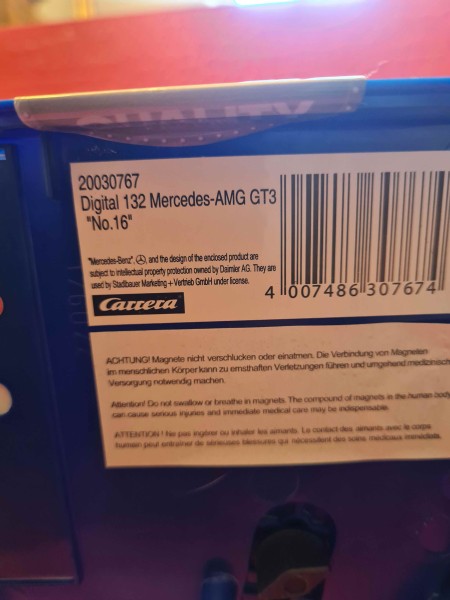 QUALITY
20030767
Digital 132 Mercedes-AMG GT3
"No.16"
"Mercedes-Benz", and the design of the enclosed product are
subject to intellectual property protection owned by Daimler AG. They are
used by Stadlbauer Marketing + Vertrieb GmbH under license.
Carrera
4 007486 307674
ACHTUNG! Magnete nicht verschlucken oder einatmen. Die Verbindung von Magneten
im menschlichen Körper kann zu ernsthaften Verletzungen führen und umgehend medizinisch
Versorgung notwendig machen.
Attention! Do not swallow or breathe in magnets. The compound of magnets in the human body
can cause serious injuries and immediate medical care may be indispensable.
ATTENTION ! Ne pas ingérer ou inhaler les aimants. Le contact des aimants avec le corps
humain peut entraîner de sérieuses blessures qui nécessitent des soins médicaux immédiats.